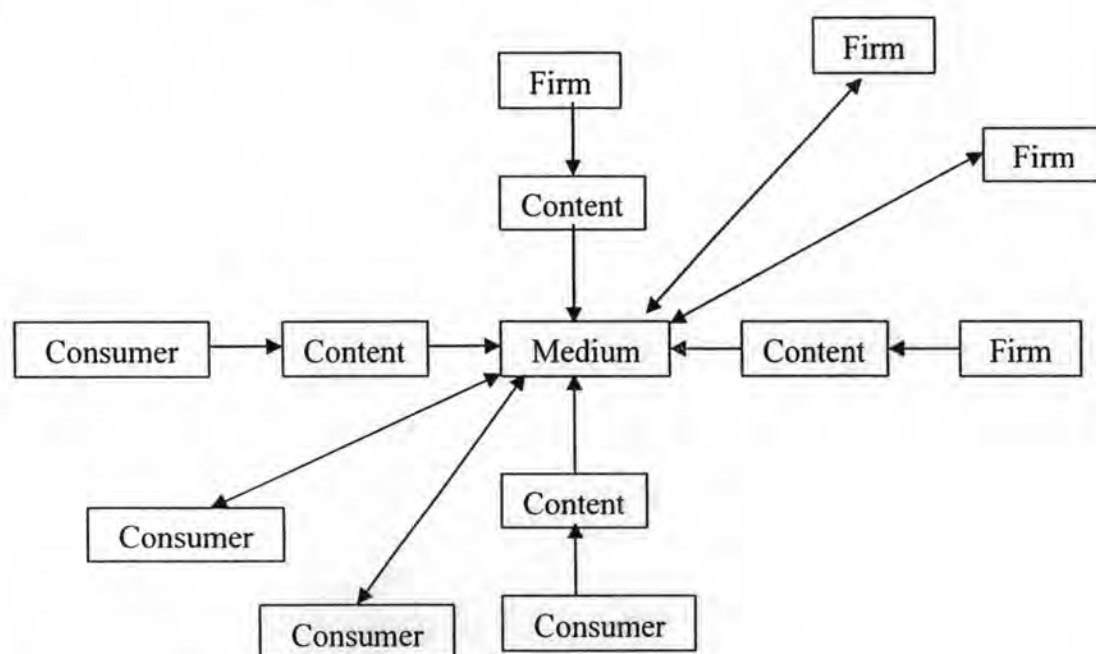 Firm
Firm
Firm
Content
Consumer
Content
Medium
Content
Firm
Content
Consumer
Consumer
Consumer